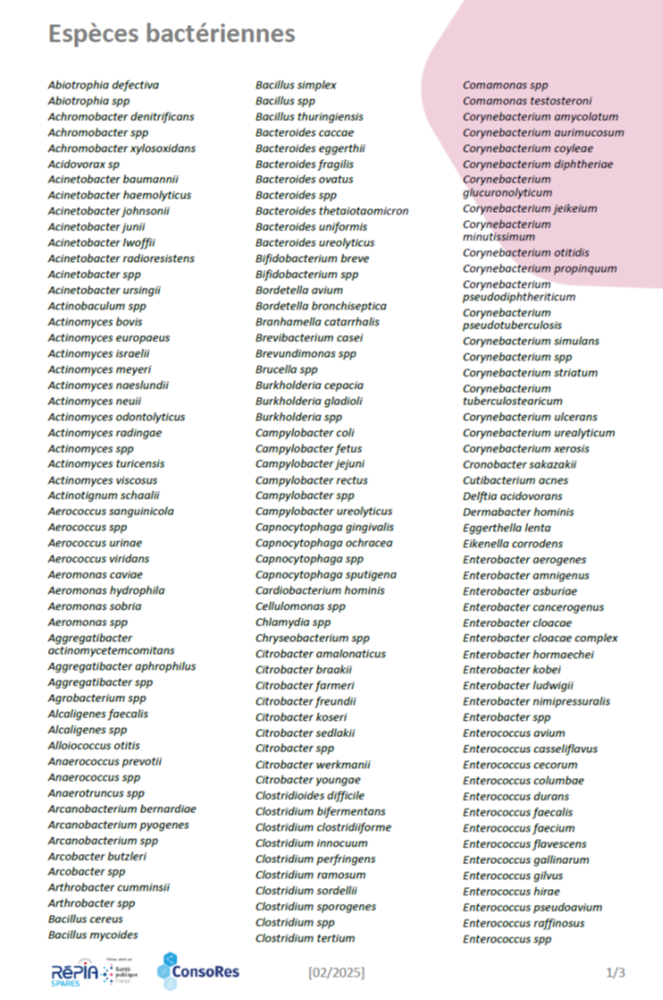 Espèces bactériennes
Abiotrophia defectiva
Abiotrophia spp
Achromobacter denitrificans
Achromobacter spp
Achromobacter xylosoxidans
Acidovorax sp
Acinetobacter baumannii
Acinetobacter haemolyticus
Acinetobacter johnsonii
Acinetobacter junii
Acinetobacter lwoffii
Acinetobacter radioresistens
Acinetobacter spp
Acinetobacter ursingii
Actinobaculum spp
Actinomyces bovis
Actinomyces europaeus
Actinomyces israelii
Actinomyces meyeri
Actinomyces naeslundii
Actinomyces neuii
Actinomyces odontolyticus
Actinomyces radingae
Actinomyces spp
Actinomyces turicensis
Actinomyces viscosus
Actinotignum schaalii
Aerococcus sanguinicola
Aerococcus spp
Aerococcus urinae
Aerococcus viridans
Aeromonas caviae
Aeromonas hydrophila
Aeromonas sobria
Aeromonas spp
Aggregatibacter
actinomycetemcomitans
Aggregatibacter aphrophilus
Aggregatibacter spp
Agrobacterium spp
Alcaligenes faecalis
Alcaligenes spp
Alloiococcus otitis
Anaerococcus prevotii
Anaerococcus spp
Anaerotruncus spp
Arcanobacterium bernardiae
Arcanobacterium pyogenes
Arcanobacterium spp
Arcobacter butzleri
Arcobacter spp
Arthrobacter cumminsii
Arthrobacter spp
Bacillus cereus
Bacillus mycoides
Bacillus simplex
Bacillus spp
Bacillus thuringiensis
Bacteroides caccae
Bacteroides eggerthii
Bacteroides fragilis
Bacteroides ovatus
Bacteroides spp
Bacteroides thetaiotaomicron
Bacteroides uniformis
Bacteroides ureolyticus
Bifidobacterium breve
Bifidobacterium spp
Bordetella avium
Bordetella bronchiseptica
Branhamella catarrhalis
Brevibacterium casei
Brevundimonas spp
Brucella spp
Burkholderia cepacia
Burkholderia gladioli
Burkholderia spp
Campylobacter coli
Campylobacter fetus
Campylobacter jejuni
Campylobacter rectus
Campylobacter spp
Campylobacter ureolyticus
Capnocytophaga gingivalis
Capnocytophaga ochracea
Capnocytophaga spp
Capnocytophaga sputigena
Cardiobacterium hominis
Cellulomonas spp
Chlamydia spp
Chryseobacterium spp
Citrobacter amalonaticus
Citrobacter braakii
Citrobacter farmeri
Citrobacter freundii
Citrobacter koseri
Citrobacter sedlakii
Citrobacter spp
Citrobacter werkmanii
Citrobacter youngae
Clostridioides difficile
Clostridium bifermentans
Clostridium clostridiiforme
Clostridium innocuum
Clostridium perfringens
Clostridium ramosum
Clostridium sordellii
Clostridium sporogenes
Clostridium spp
Clostridium tertium
Comamonas spp
Comamonas testosteroni
Corynebacterium amycolatum
Corynebacterium aurimucosum
Corynebacterium coyleae
Corynebacterium diphtheriae
Corynebacterium
glucuronolyticum
Corynebacterium jeikeium
Corynebacterium
minutissimum
Corynebacterium otitidis
Corynebacterium propinquum
Corynebacterium
pseudodiphtheriticum
Corynebacterium
pseudotuberculosis
Corynebacterium simulans
Corynebacterium spp
Corynebacterium striatum
Corynebacterium
tuberculostearicum
Corynebacterium ulcerans
Corynebacterium urealyticum
Corynebacterium xerosis
Cronobacter sakazakii
Cutibacterium acnes
Delftia acidovorans
Dermabacter hominis
Eggerthella lenta
Eikenella corrodens
Enterobacter aerogenes
Enterobacter amnigenus
Enterobacter asburiae
Enterobacter cancerogenus
Enterobacter cloacae
Enterobacter cloacae complex
Enterobacter hormaechei
Enterobacter kobei
Enterobacter ludwigii
Enterobacter nimipressuralis
Enterobacter spp
Enterococcus avium
Enterococcus casseliflavus
Enterococcus cecorum
Enterococcus columbae
Enterococcus durans
Enterococcus faecalis
Enterococcus faecium
Enterococcus flavescens
Enterococcus gallinarum
Enterococcus gilvus
Enterococcus hirae
Enterococcus pseudoavium
Enterococcus raffinosus
Enterococcus spp
RéPIA
SPARES
Santé
publique
France
ConsoRes
[02/2025]
1/3